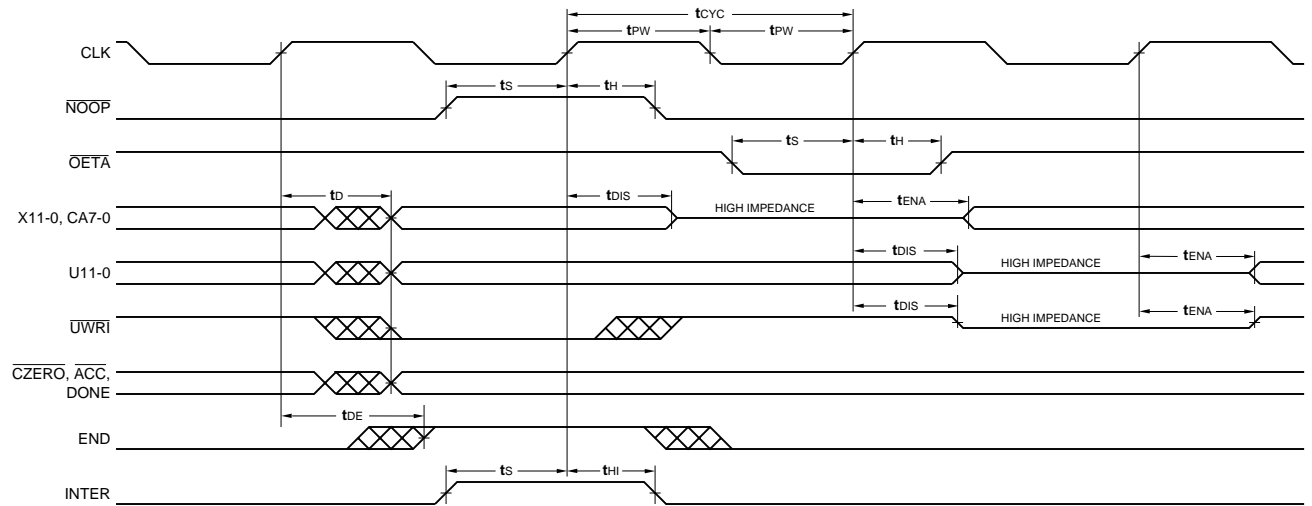 tCYC
tPW tPW
CLK
tS tH
NOOP
tS tH
OETA
tD tDIS HIGH IMPEDANCE tENA
X11-0, CA7-0
tDIS HIGH IMPEDANCE tENA
U11-0
tDIS HIGH IMPEDANCE tENA
UWRI
CZERO, ACC,
DONE
tDE
END
tS tHI
INTER